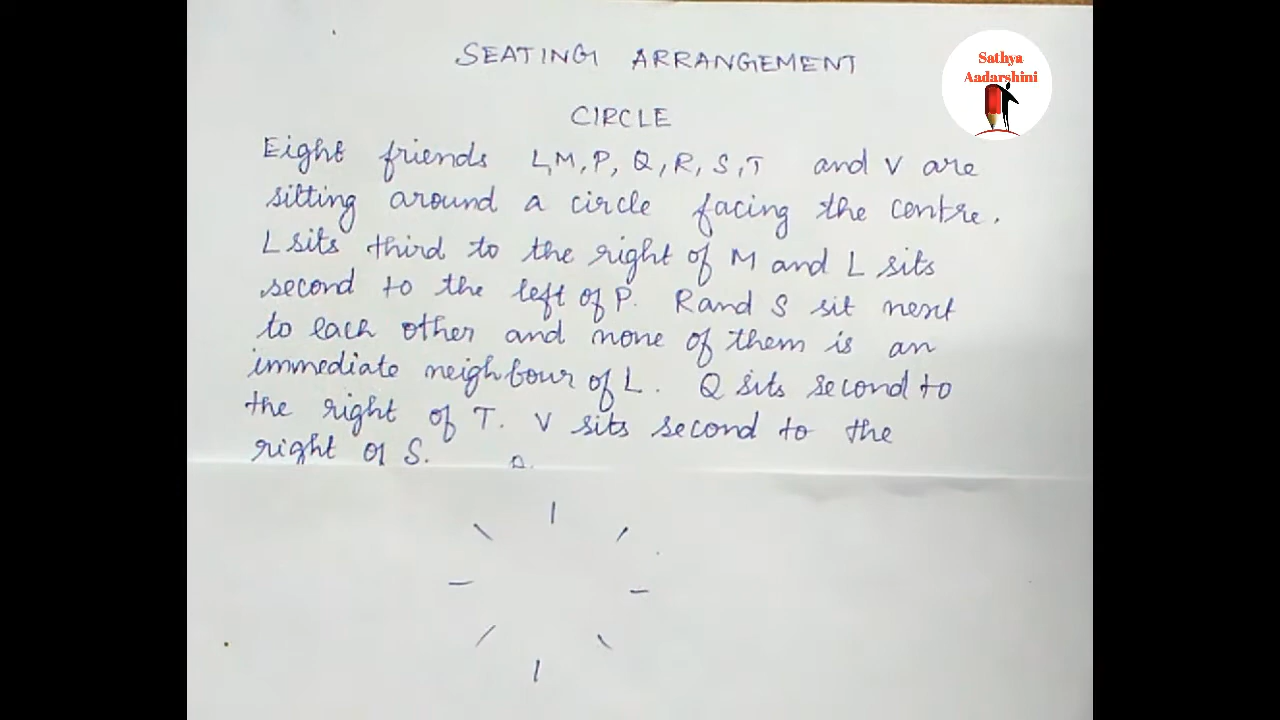 SEATING ARRANGEMENT
Sathya
Aadarshini
CIRCLE
Eight friends L,M, P, Q, R, S, T and V are
sitting around a circle facing the centre.
L sits third to the right of M and L sits
second to the left of P. R and S sit next
to each other and none of them is an
immediate neighbour of L. Q sits second to
the right of T. V sits second to the
right of S.